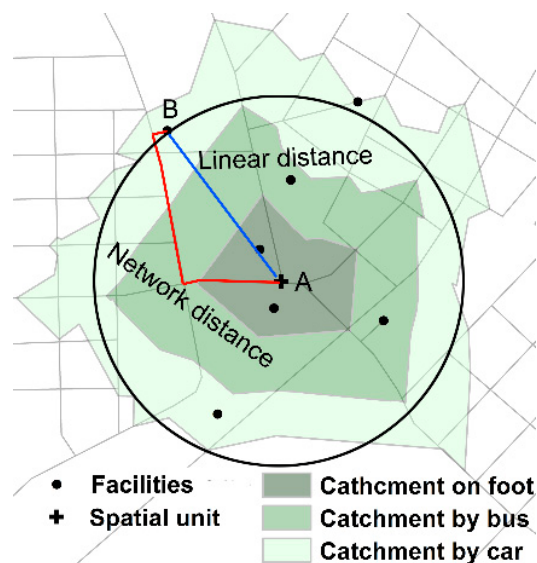 B
Linear distance
A
Network distance
Facilities
Spatial unit
Cathcment on foot
Catchment by bus
Catchment by car